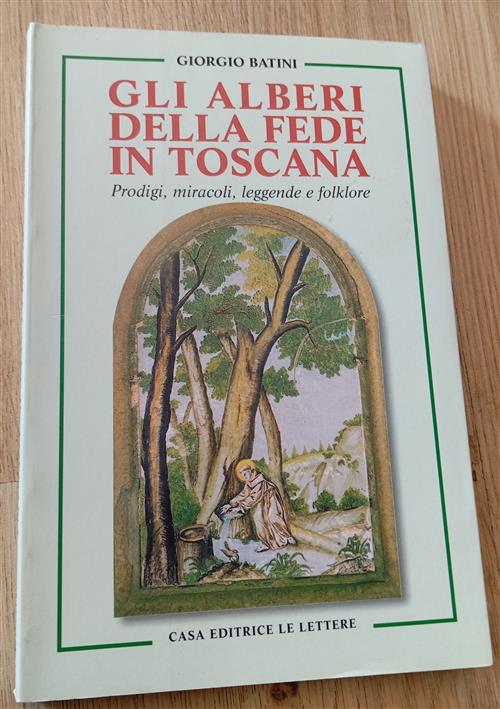 GIORGIO BATINI
GLI ALBERI
DELLA FEDE
IN TOSCANA
Prodigi, miracoli, leggende e folklore
CASA EDITRICE LE LETTERE